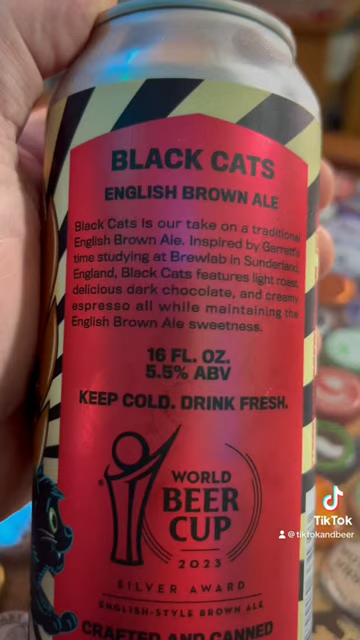 BLACK CATS
ENGLISH BROWN ALE
Black Cats is our take on a traditional
English Brown Ale. Inspired by Garrett's
time studying at Brewlab in Sunderland,
England, Black Cats features light roast,
delicious dark chocolate, and creamy
espresso all while maintaining the
English Brown Ale sweetness.
16 FL. OZ.
5.5% ABV
KEEP COLD. DRINK FRESH.
WORLD
BEER
CUP
2023
SILVER AWARD
ENGLISH-STYLE BROWN ALE
CRAFTED AND CANNED
TikTok
@tiktokandbeer